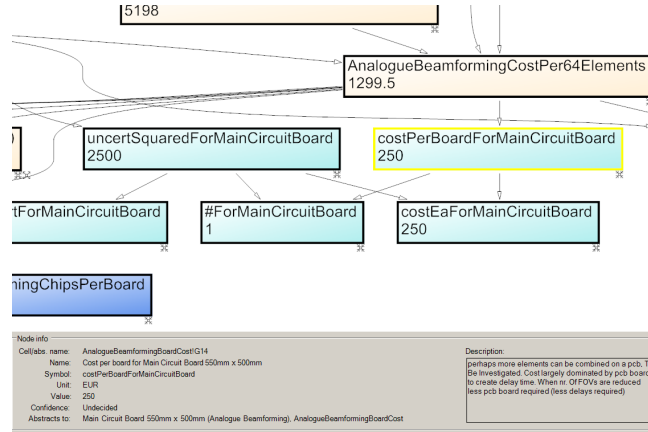 5198
AnalogueBeamformingCostPer64Elements
1299.5
uncertSquaredForMainCircuitBoard
2500
costPerBoardForMainCircuitBoard
250
rtForMainCircuitBoard
#ForMainCircuitBoard
1
costEaForMainCircuitBoard
250
ningChipsPerBoard
Node info
Cell/abs. name: AnalogueBeamformingBoardCost!G14
Name: Cost per board for Main Circuit Board 550mm x 500mm
Symbol: costPerBoardForMainCircuitBoard
Unit: EUR
Value: 250
Confidence: Undecided
Abstracts to: Main Circuit Board 550mm x 500mm (Analogue Beamforming), AnalogueBeamformingBoardCost
Description:
perhaps more elements can be combined on a pcb. T
Be Investigated. Cost largely dominated by pcb board
to create delay time. When nr. Of FOVs are reduced
less pcb board required (less delays required)